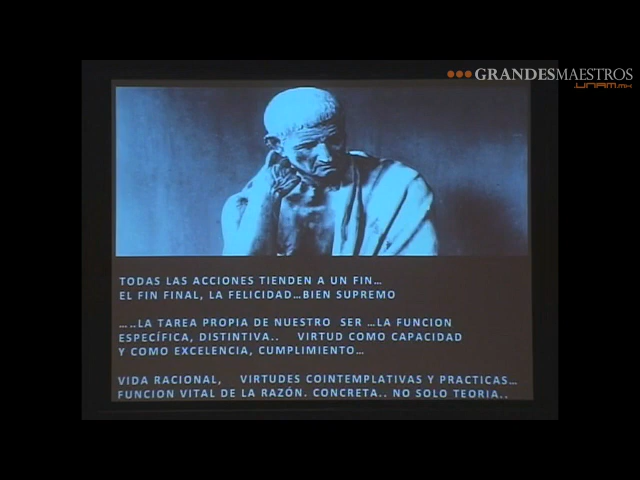 GRANDESMAESTROS
.UNAM.MX
TODAS LAS ACCIONES TIENDEN A UN FIN…
EL FIN FINAL, LA FELICIDAD…BIEN SUPREMO
… ..LA TAREA PROPIA DE NUESTRO SER …LA FUNCION
ESPECÍFICA, DISTINTIVA.. VIRTUD COMO CAPACIDAD
Y COMO EXCELENCIA, CUMPLIMIENTO…
VIDA RACIONAL, VIRTUDES COINTEMPLATIVAS Y PRACTICAS…
FUNCION VITAL DE LA RAZÓN. CONCRETA.. NO SOLO TEORIA..